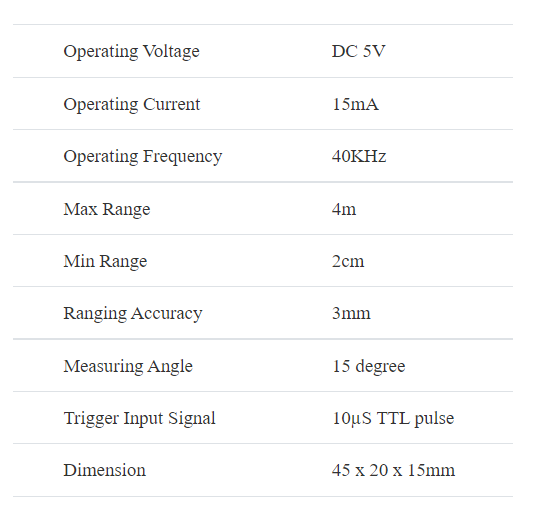 Operating Voltage DC 5V
Operating Current 15mA
Operating Frequency 40KHz
Max Range 4m
Min Range 2cm
Ranging Accuracy 3mm
Measuring Angle 15 degree
Trigger Input Signal 10µS TTL pulse
Dimension 45 x 20 x 15mm